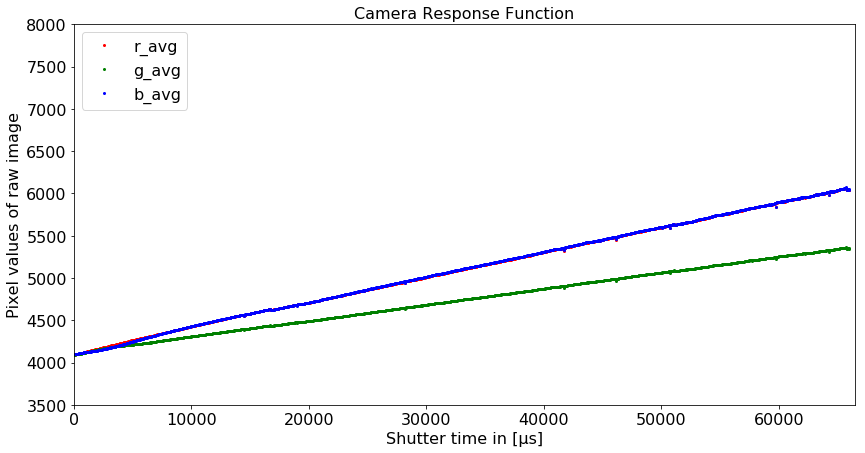 Camera Response Function
r_avg
g_avg
b_avg
Pixel values of raw image
8000
7500
7000
6500
6000
5500
5000
4500
4000
3500
0 10000 20000 30000 40000 50000 60000
Shutter time in [µs]